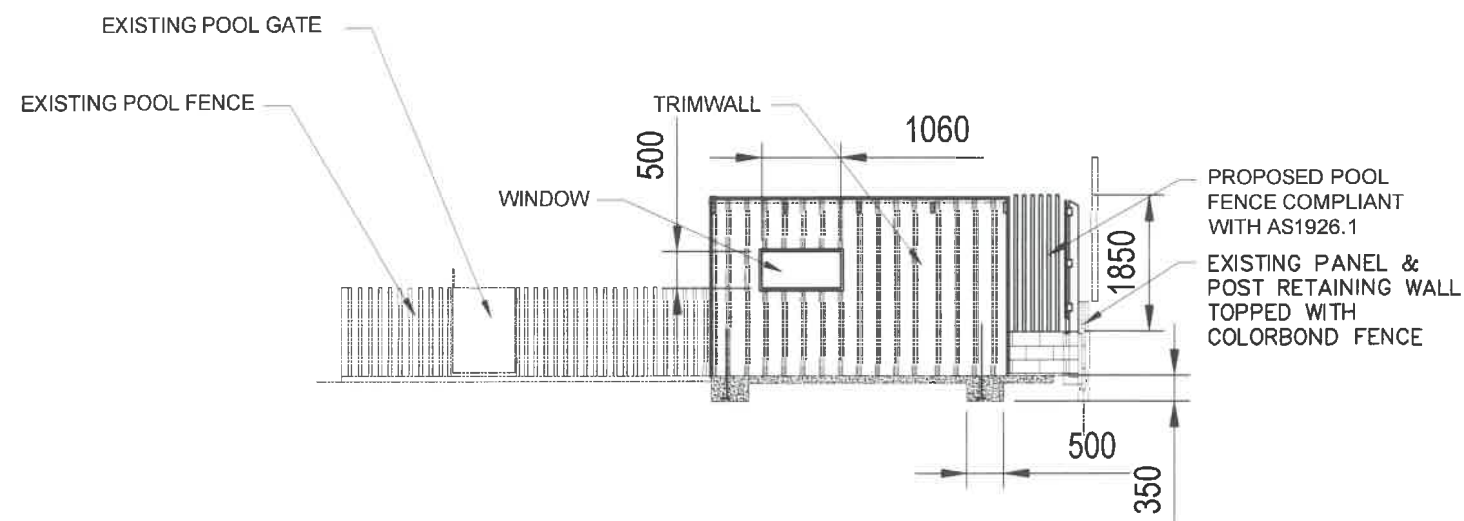 EXISTING POOL GATE
EXISTING POOL FENCE
TRIMWALL
1060
500
WINDOW
PROPOSED POOL
FENCE COMPLIANT
WITH AS1926.1
1850
EXISTING PANEL &
POST RETAINING WALL
TOPPED WITH
COLORBOND FENCE
500
350